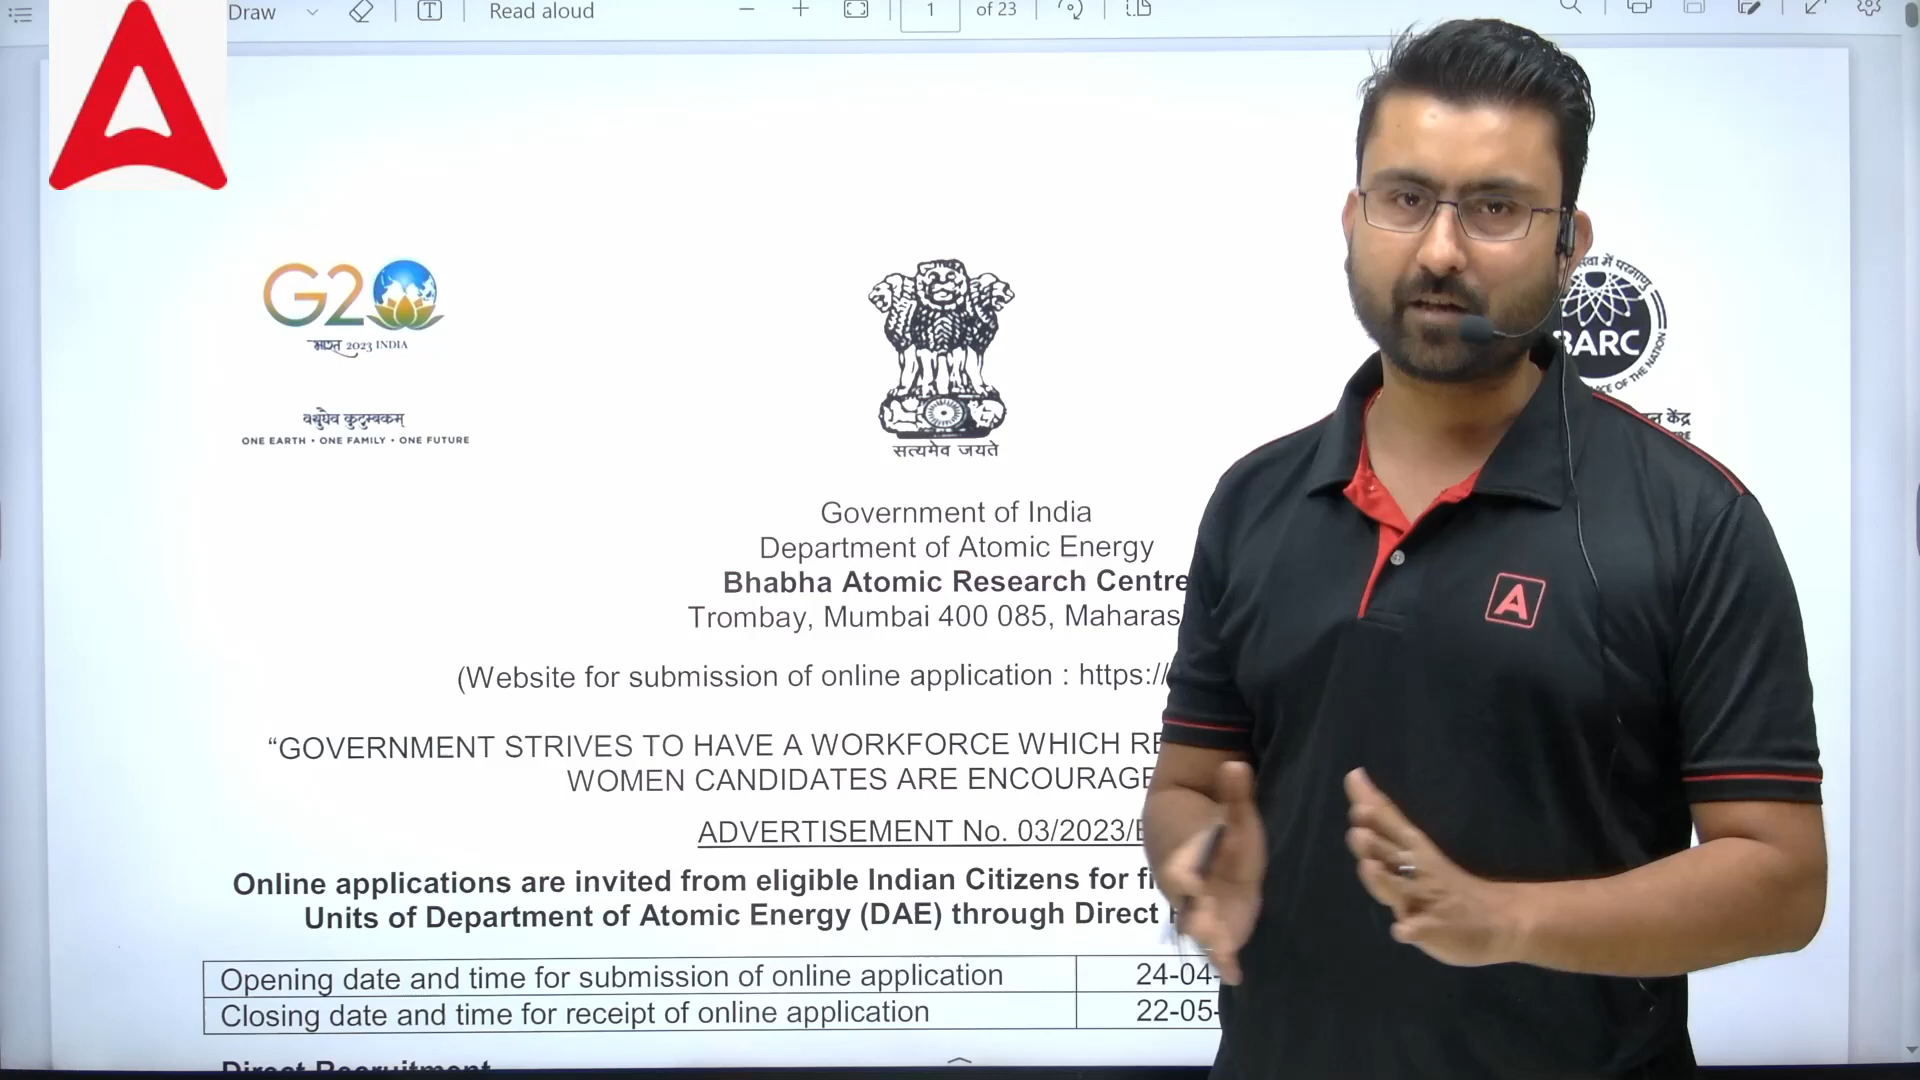 Draw
T
Read aloud
1
of 23
G20
भारत 2023 INDIA
वसुधैव कुटुम्बकम्
ONE EARTH • ONE FAMILY • ONE FUTURE
सत्यमेव जयते
BARC
केंद्र
Government of India
Department of Atomic Energy
Bhabha Atomic Research Centre
Trombay, Mumbai 400 085,
(Website for submission of online application : https://
“GOVERNMENT STRIVES TO HAVE A WORKFORCE WHICH
WOMEN CANDIDATES ARE
ADVERTISEMENT No. 03/2023/
A
Online applications are invited from eligible Indian Citizens for
Units of Department of Atomic Energy (DAE) through Direct
Opening date and time for submission of online application 24-04-
Closing date and time for receipt of online application 22-05-
Direct Recruitment